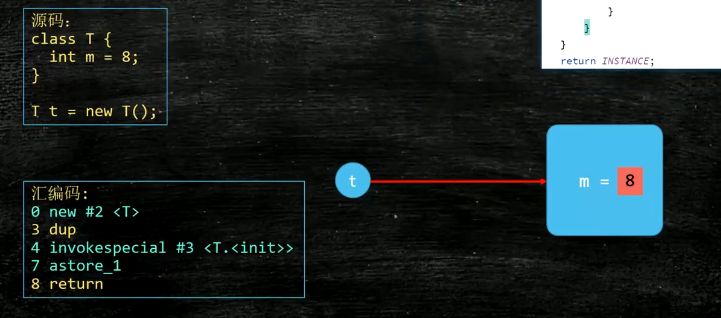 源码：
class T {
int m = 8;
}
T t = new T();
}
}
}
return INSTANCE;
t
m = 8
汇编码：
0 new #2 <T>
3 dup
4 invokespecial #3 <T.<init>>
7 astore_1
8 return